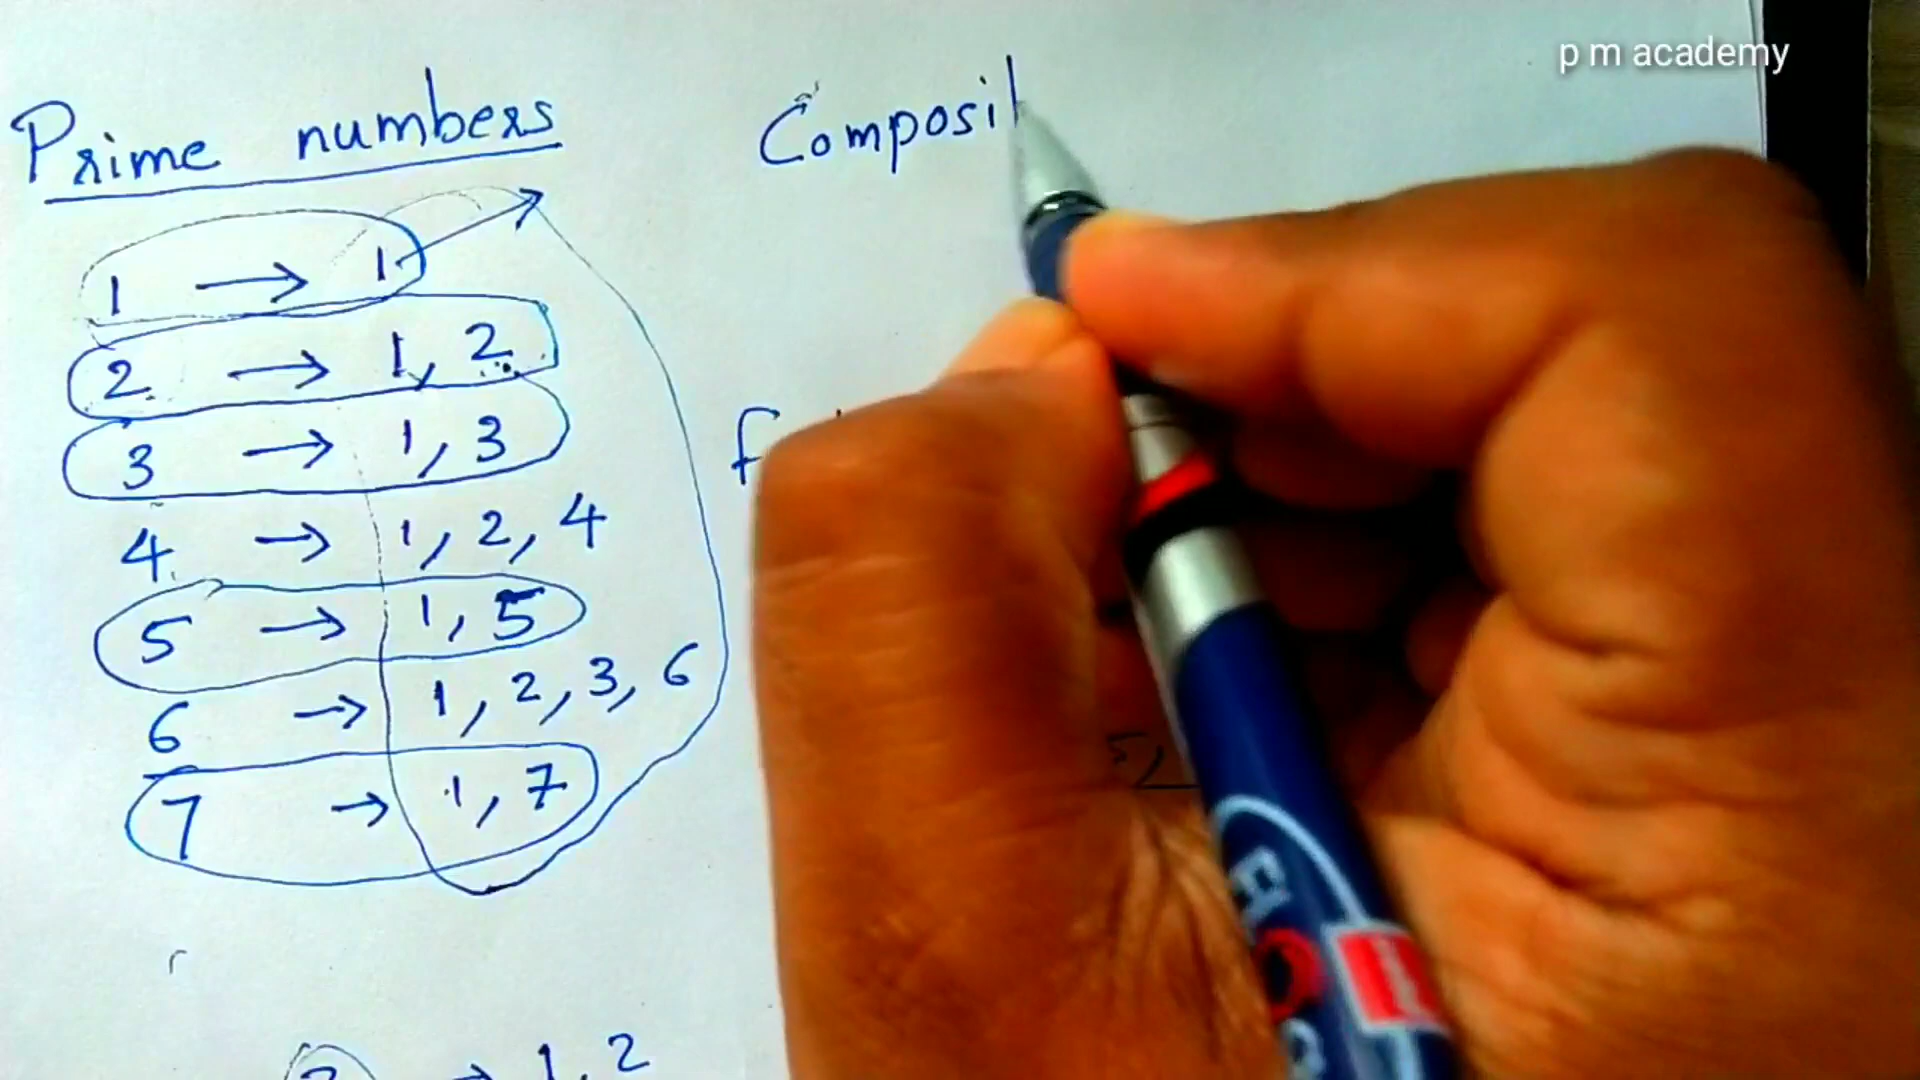 p m academy
Prime numbers
Composit
1 → 1
2 → 1, 2
3 → 1, 3
4 → 1, 2, 4
5 → 1, 5
6 → 1, 2, 3, 6
7 → 1, 7
→ 1, 2